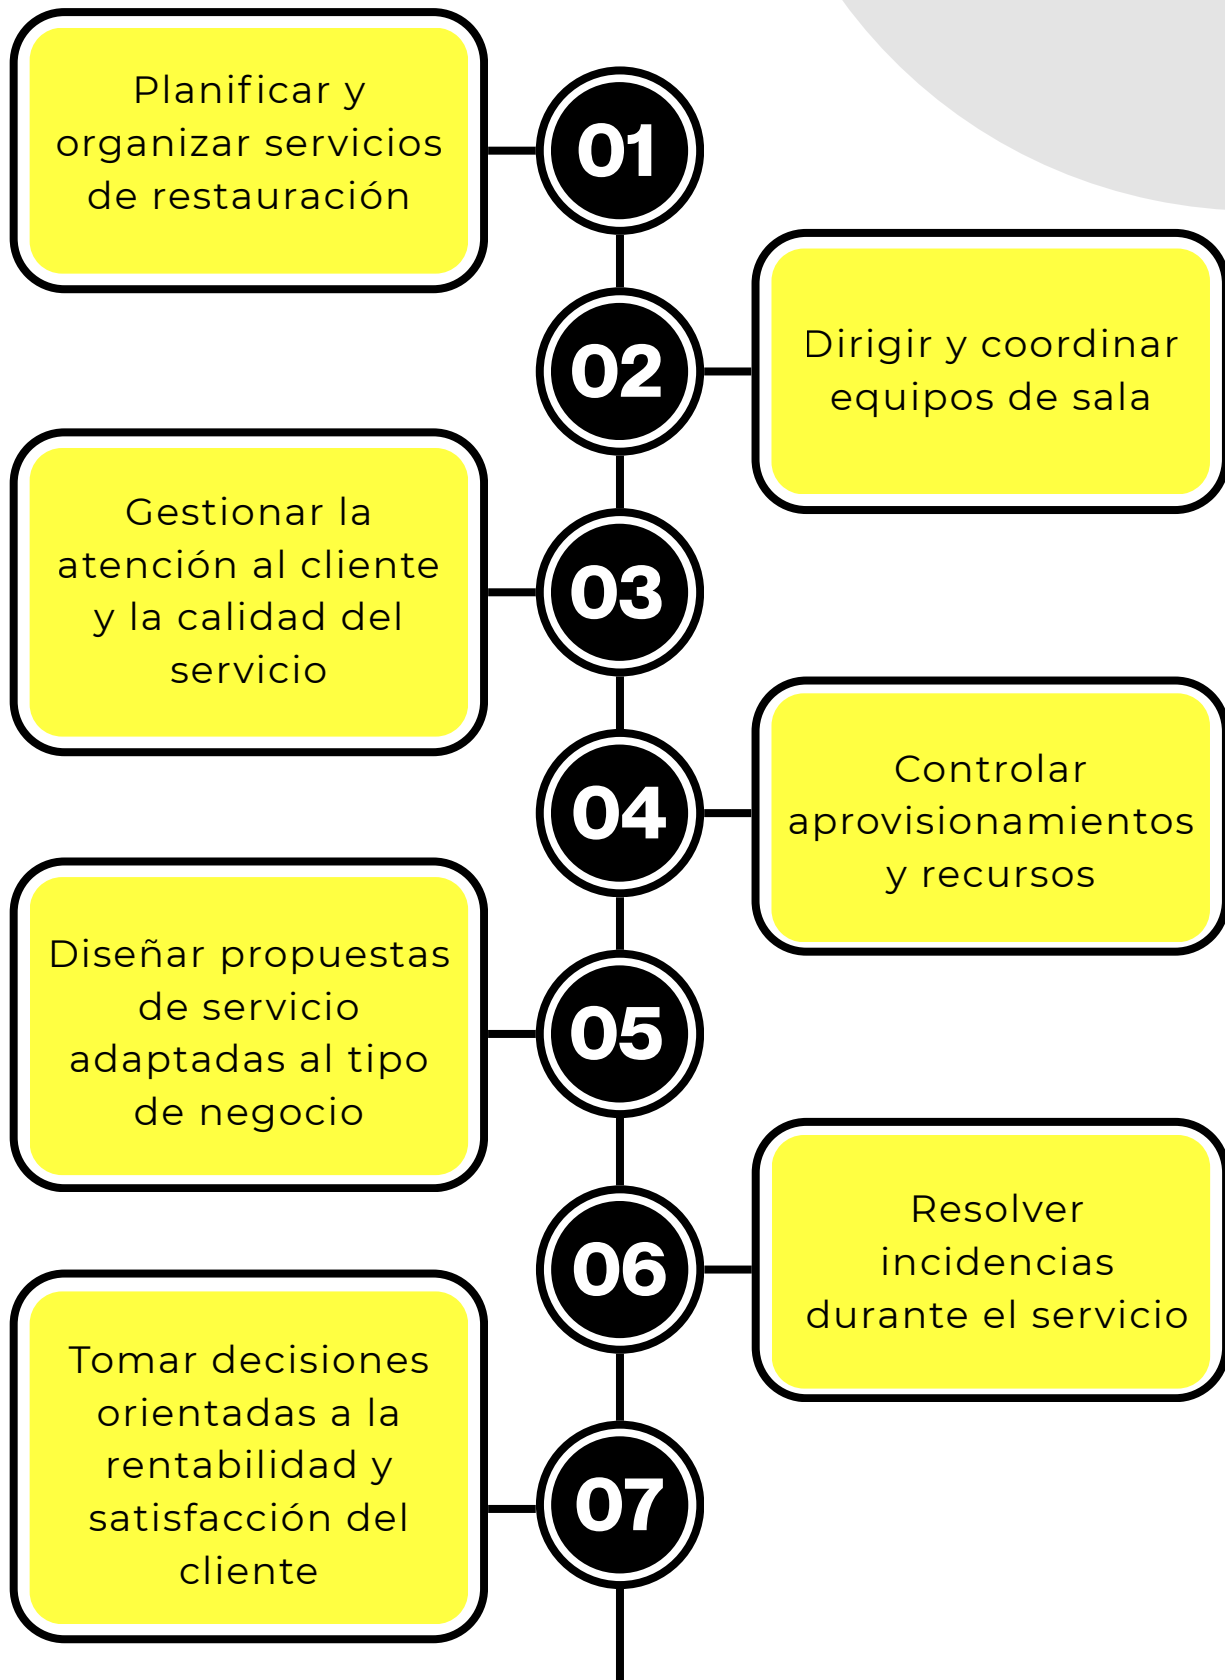 Planificar y
organizar servicios
de restauración
01
02
Dirigir y coordinar
equipos de sala
Gestionar la
atención al cliente
y la calidad del
servicio
03
04
Controlar
aprovisionamientos
y recursos
Diseñar propuestas
de servicio
adaptadas al tipo
de negocio
05
06
Resolver
incidencias
durante el servicio
Tomar decisiones
orientadas a la
rentabilidad y
satisfacción del
cliente
07